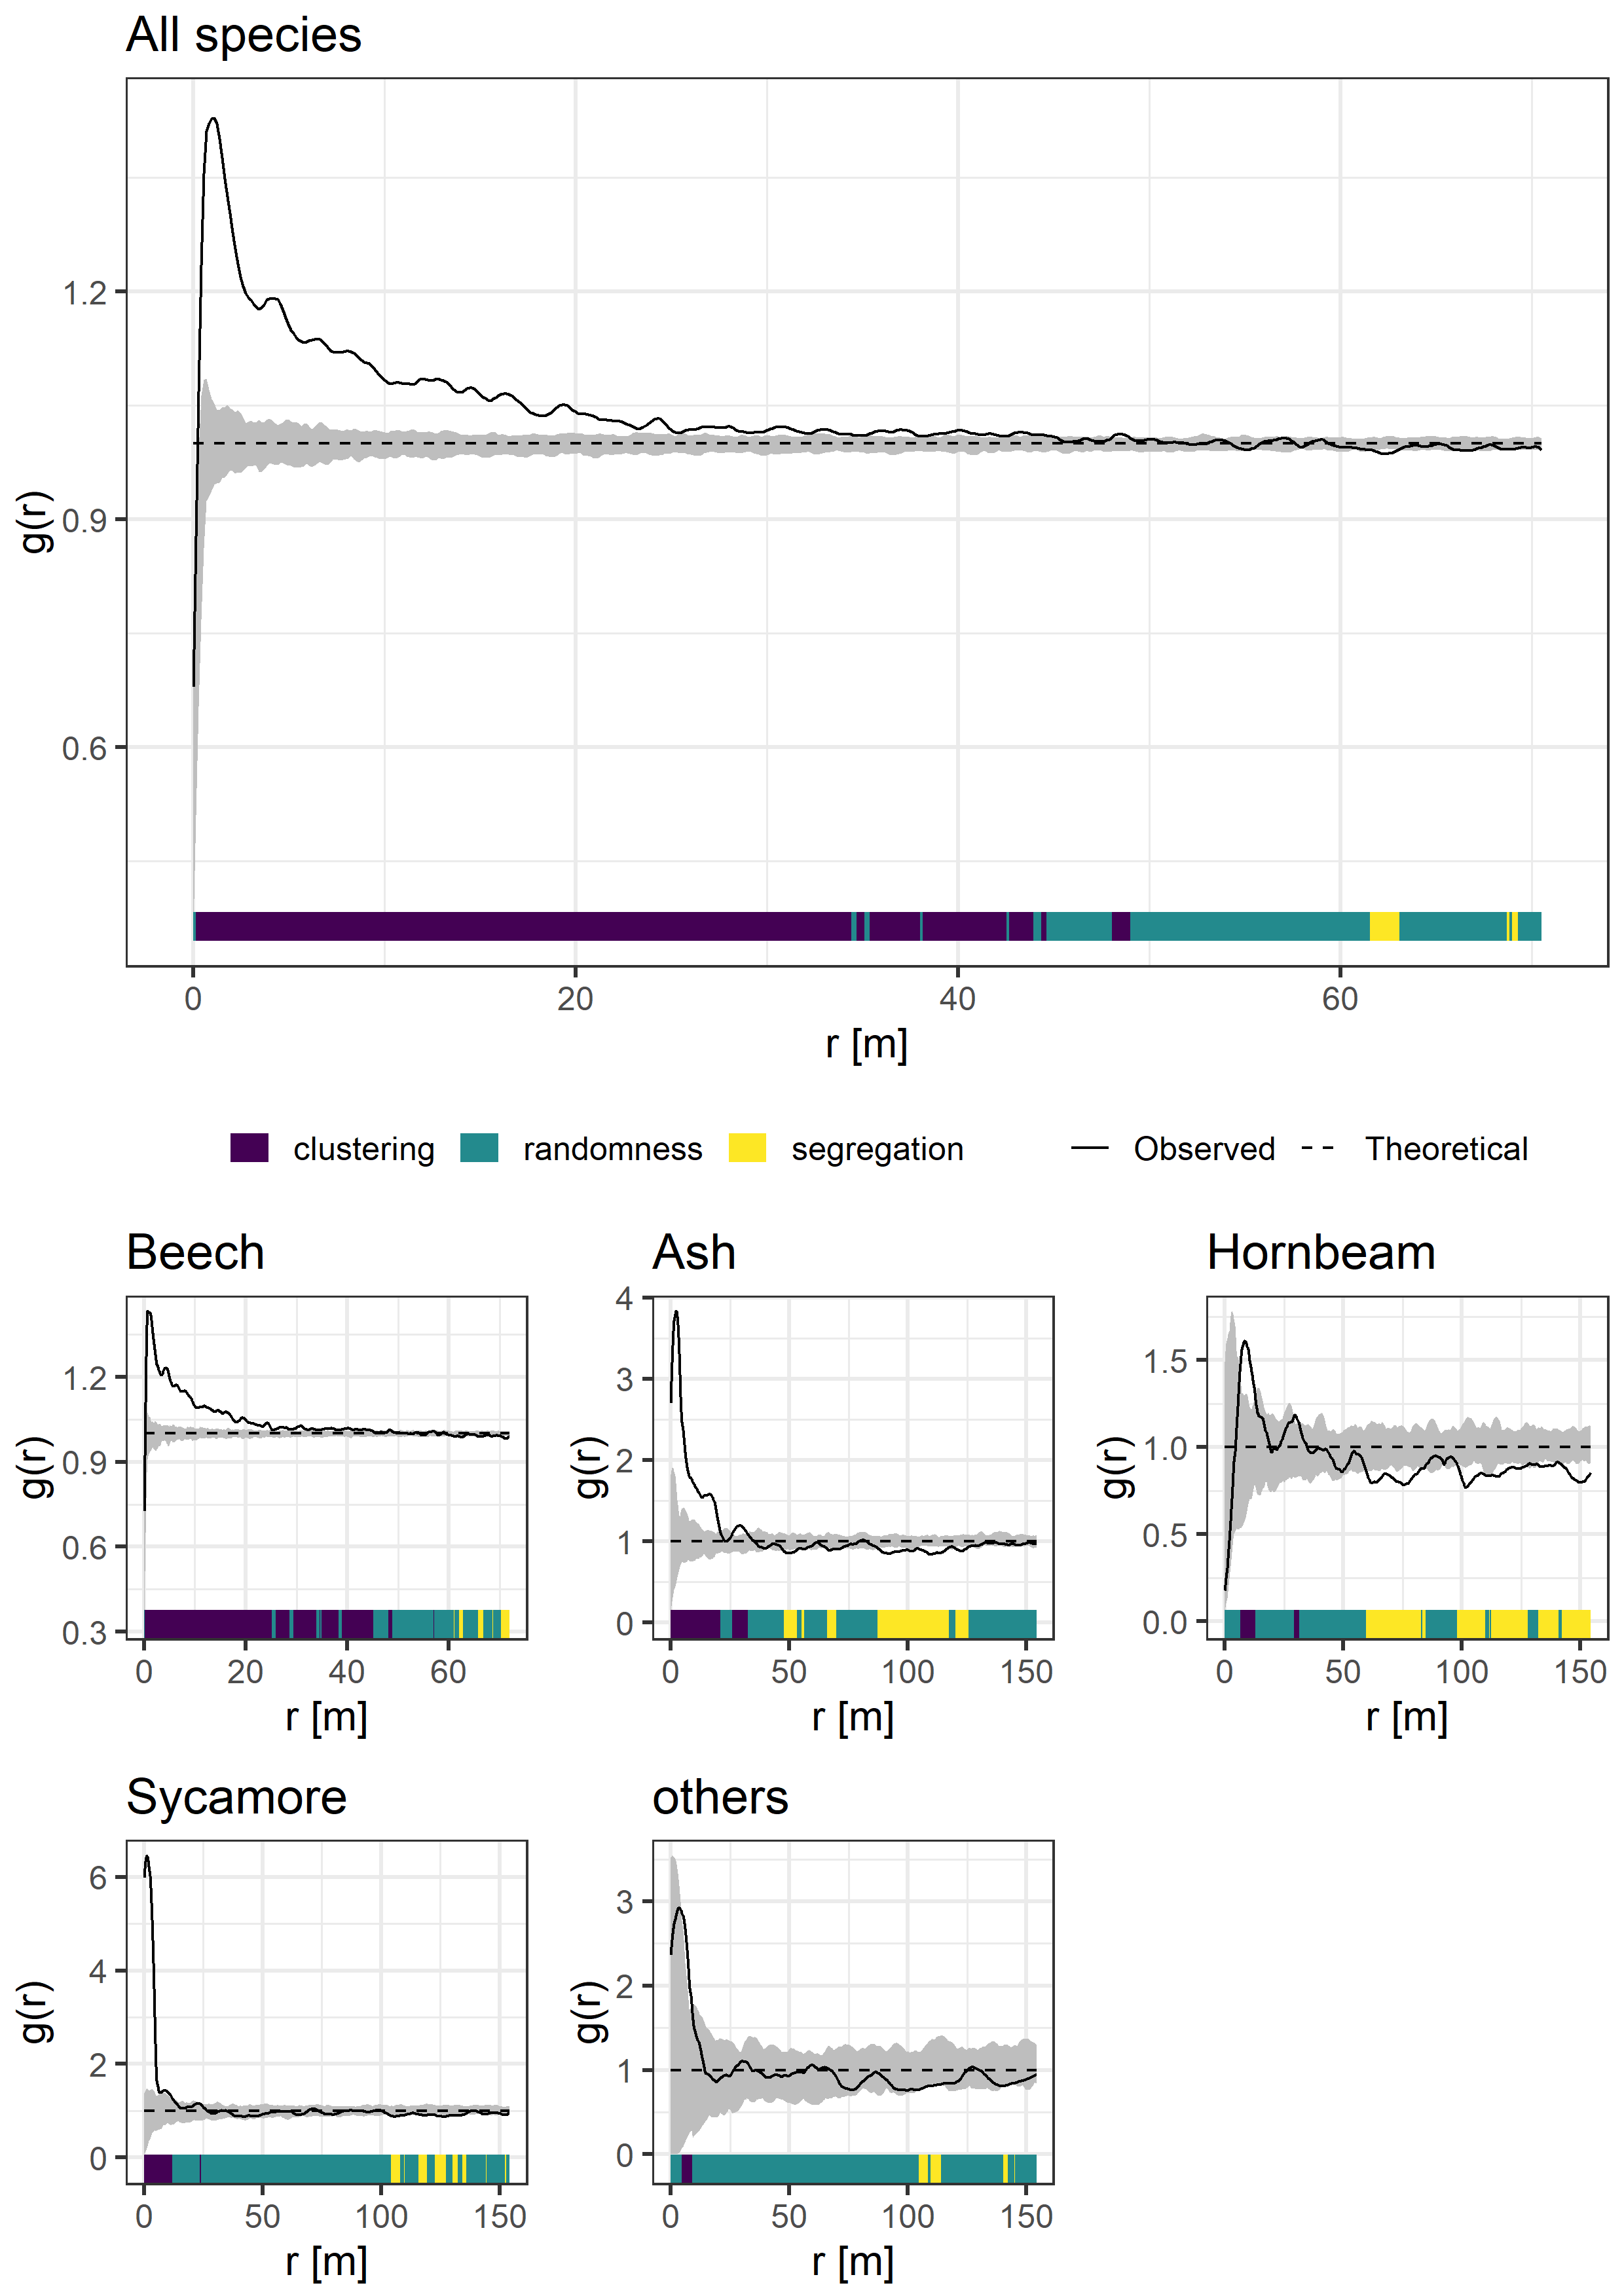 All species
1.2
0.9
0.6
g(r)
0 20 40 60
r [m]
clustering randomness segregation Observed Theoretical
Beech Ash Hornbeam
1.2
0.9
0.6
0.3
g(r)
0 20 40 60
r [m]
4
3
2
1
0
g(r)
0 50 100 150
r [m]
1.5
1.0
0.5
0.0
g(r)
0 50 100 150
r [m]
Sycamore others
6
4
2
0
g(r)
0 50 100 150
r [m]
3
2
1
0
g(r)
0 50 100 150
r [m]